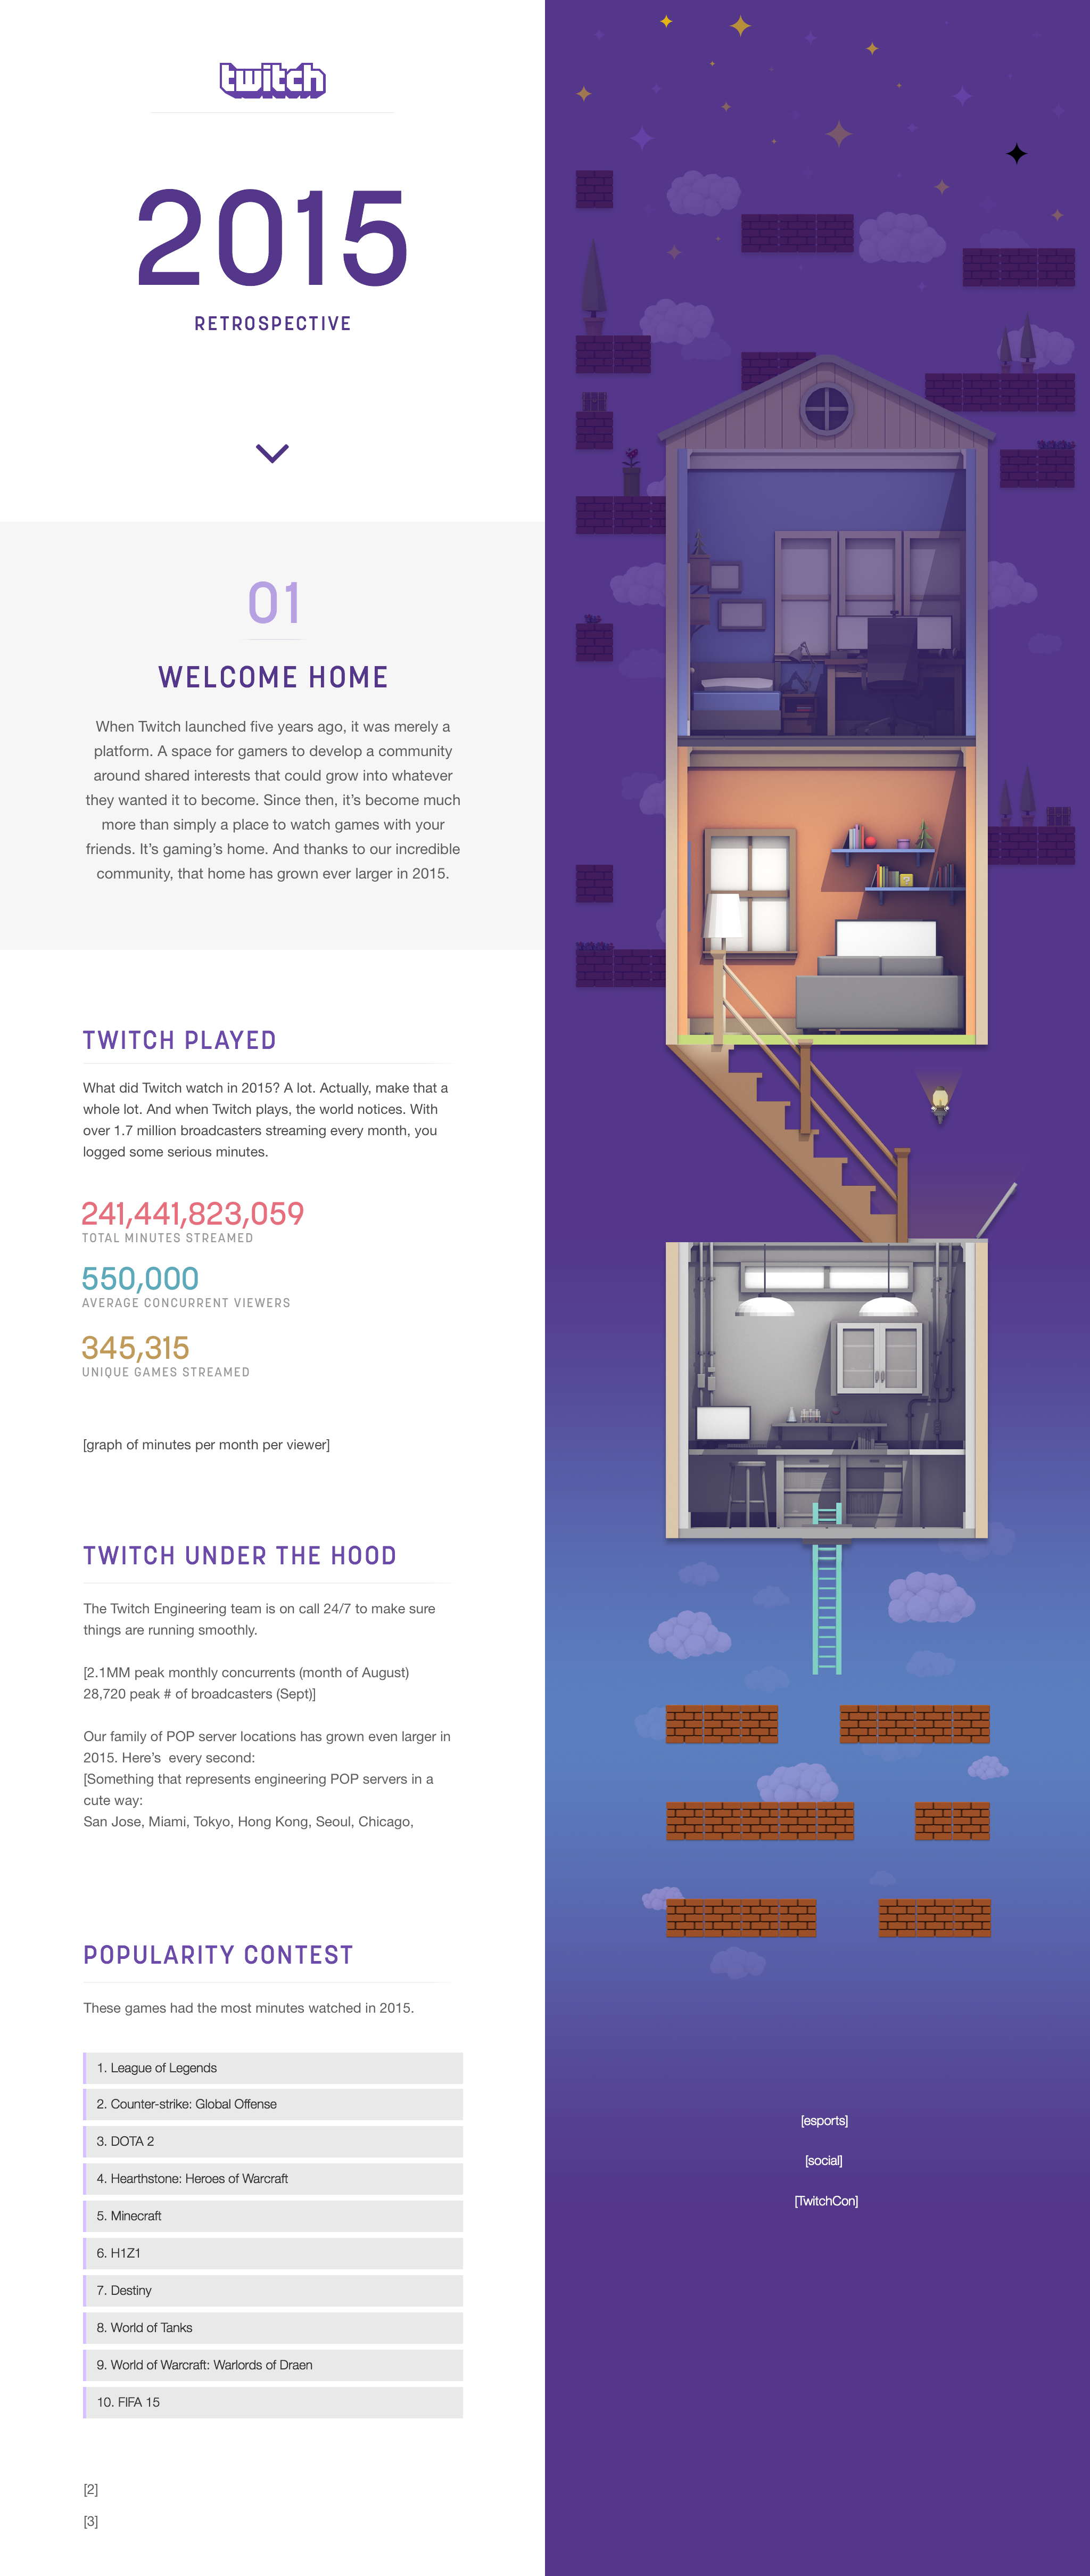 twitch
2015
RETROSPECTIVE
01
WELCOME HOME
When Twitch launched five years ago, it was merely a
platform. A space for gamers to develop a community
around shared interests that could grow into whatever
they wanted it to become. Since then, it’s become much
more than simply a place to watch games with your
friends. It’s gaming’s home. And thanks to our incredible
community, that home has grown ever larger in 2015.
TWITCH PLAYED
What did Twitch watch in 2015? A lot. Actually, make that a
whole lot. And when Twitch plays, the world notices. With
over 1.7 million broadcasters streaming every month, you
logged some serious minutes.
241,441,823,059
TOTAL MINUTES STREAMED
550,000
AVERAGE CONCURRENT VIEWERS
345,315
UNIQUE GAMES STREAMED
[graph of minutes per month per viewer]
TWITCH UNDER THE HOOD
The Twitch Engineering team is on call 24/7 to make sure
things are running smoothly.
[2.1MM peak monthly concurrents (month of August)
28,720 peak # of broadcasters (Sept)]
Our family of POP server locations has grown even larger in
2015. Here’s  every second:
[Something that represents engineering POP servers in a
cute way:
San Jose, Miami, Tokyo, Hong Kong, Seoul, Chicago,
POPULARITY CONTEST
These games had the most minutes watched in 2015.
1. League of Legends
2. Counter-strike: Global Offense
3. DOTA 2
4. Hearthstone: Heroes of Warcraft
5. Minecraft
6. H1Z1
7. Destiny
8. World of Tanks
9. World of Warcraft: Warlords of Draen
10. FIFA 15
[2]
[3]
[esports]
[social]
[TwitchCon]